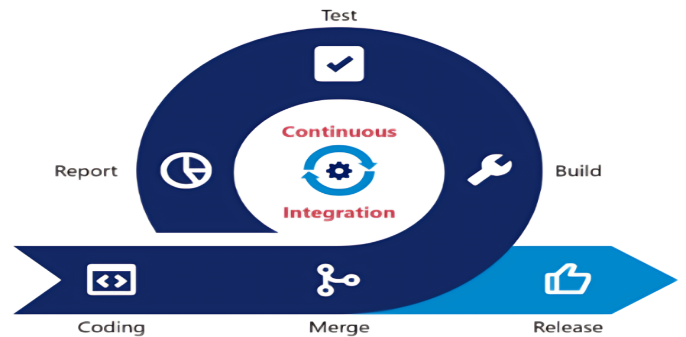 Test
Continuous
Report
Build
Integration
Coding
Merge
Release